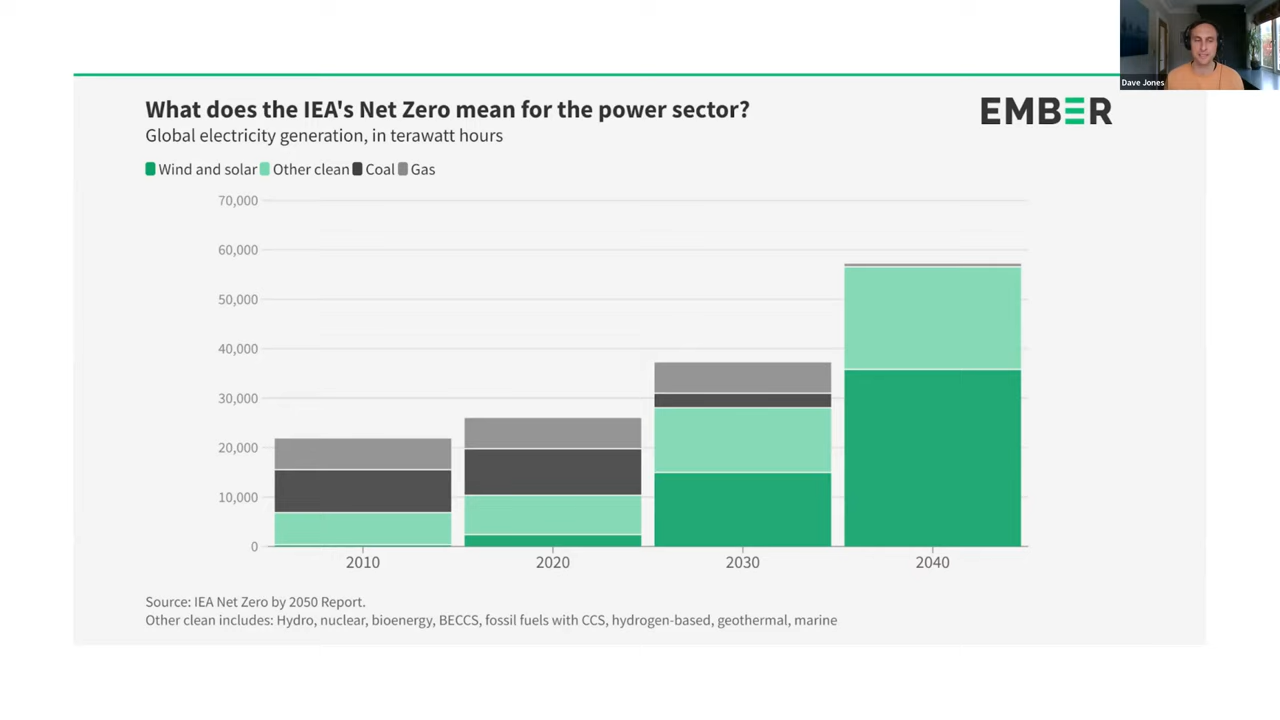 Dave Jones
What does the IEA's Net Zero mean for the power sector?
EMBER
Global electricity generation, in terawatt hours
Wind and solar Other clean Coal Gas
70,000
60,000
50,000
40,000
30,000
20,000
10,000
0
2010 2020 2030 2040
Source: IEA Net Zero by 2050 Report.
Other clean includes: Hydro, nuclear, bioenergy, BECCS, fossil fuels with CCS, hydrogen-based, geothermal, marine